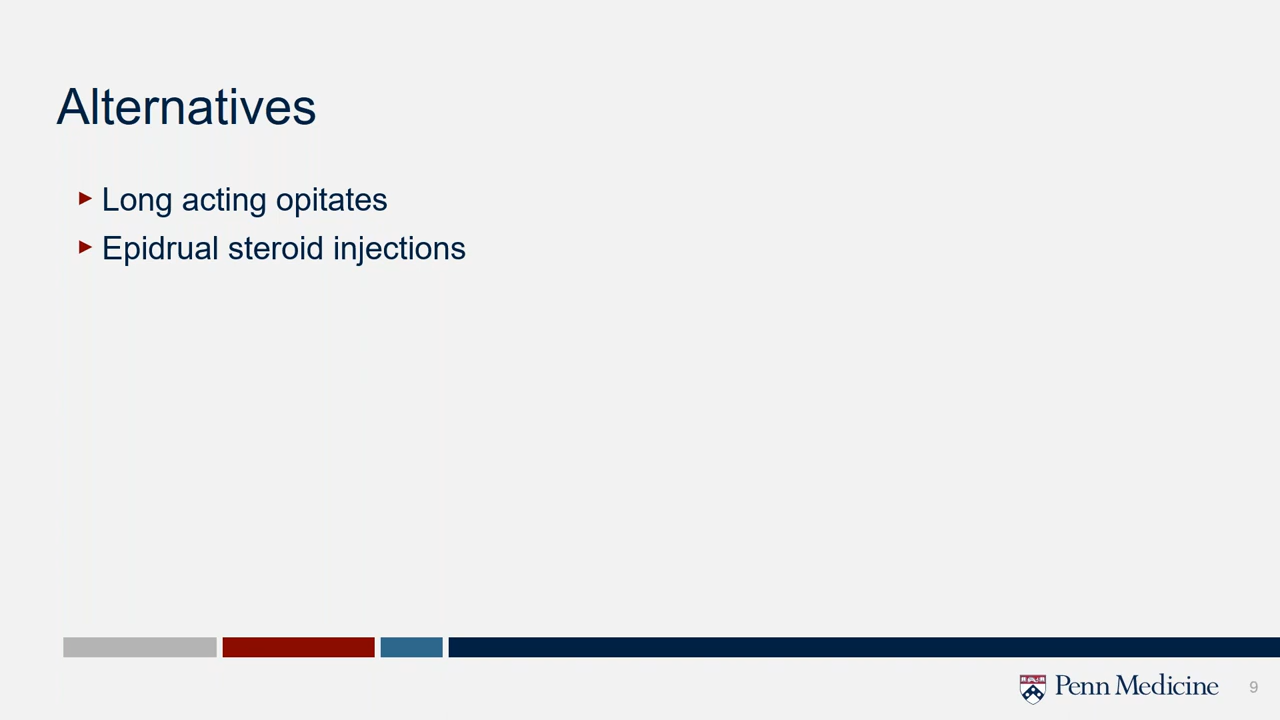 Alternatives
Long acting opitates
Epidrual steroid injections
Penn Medicine
9